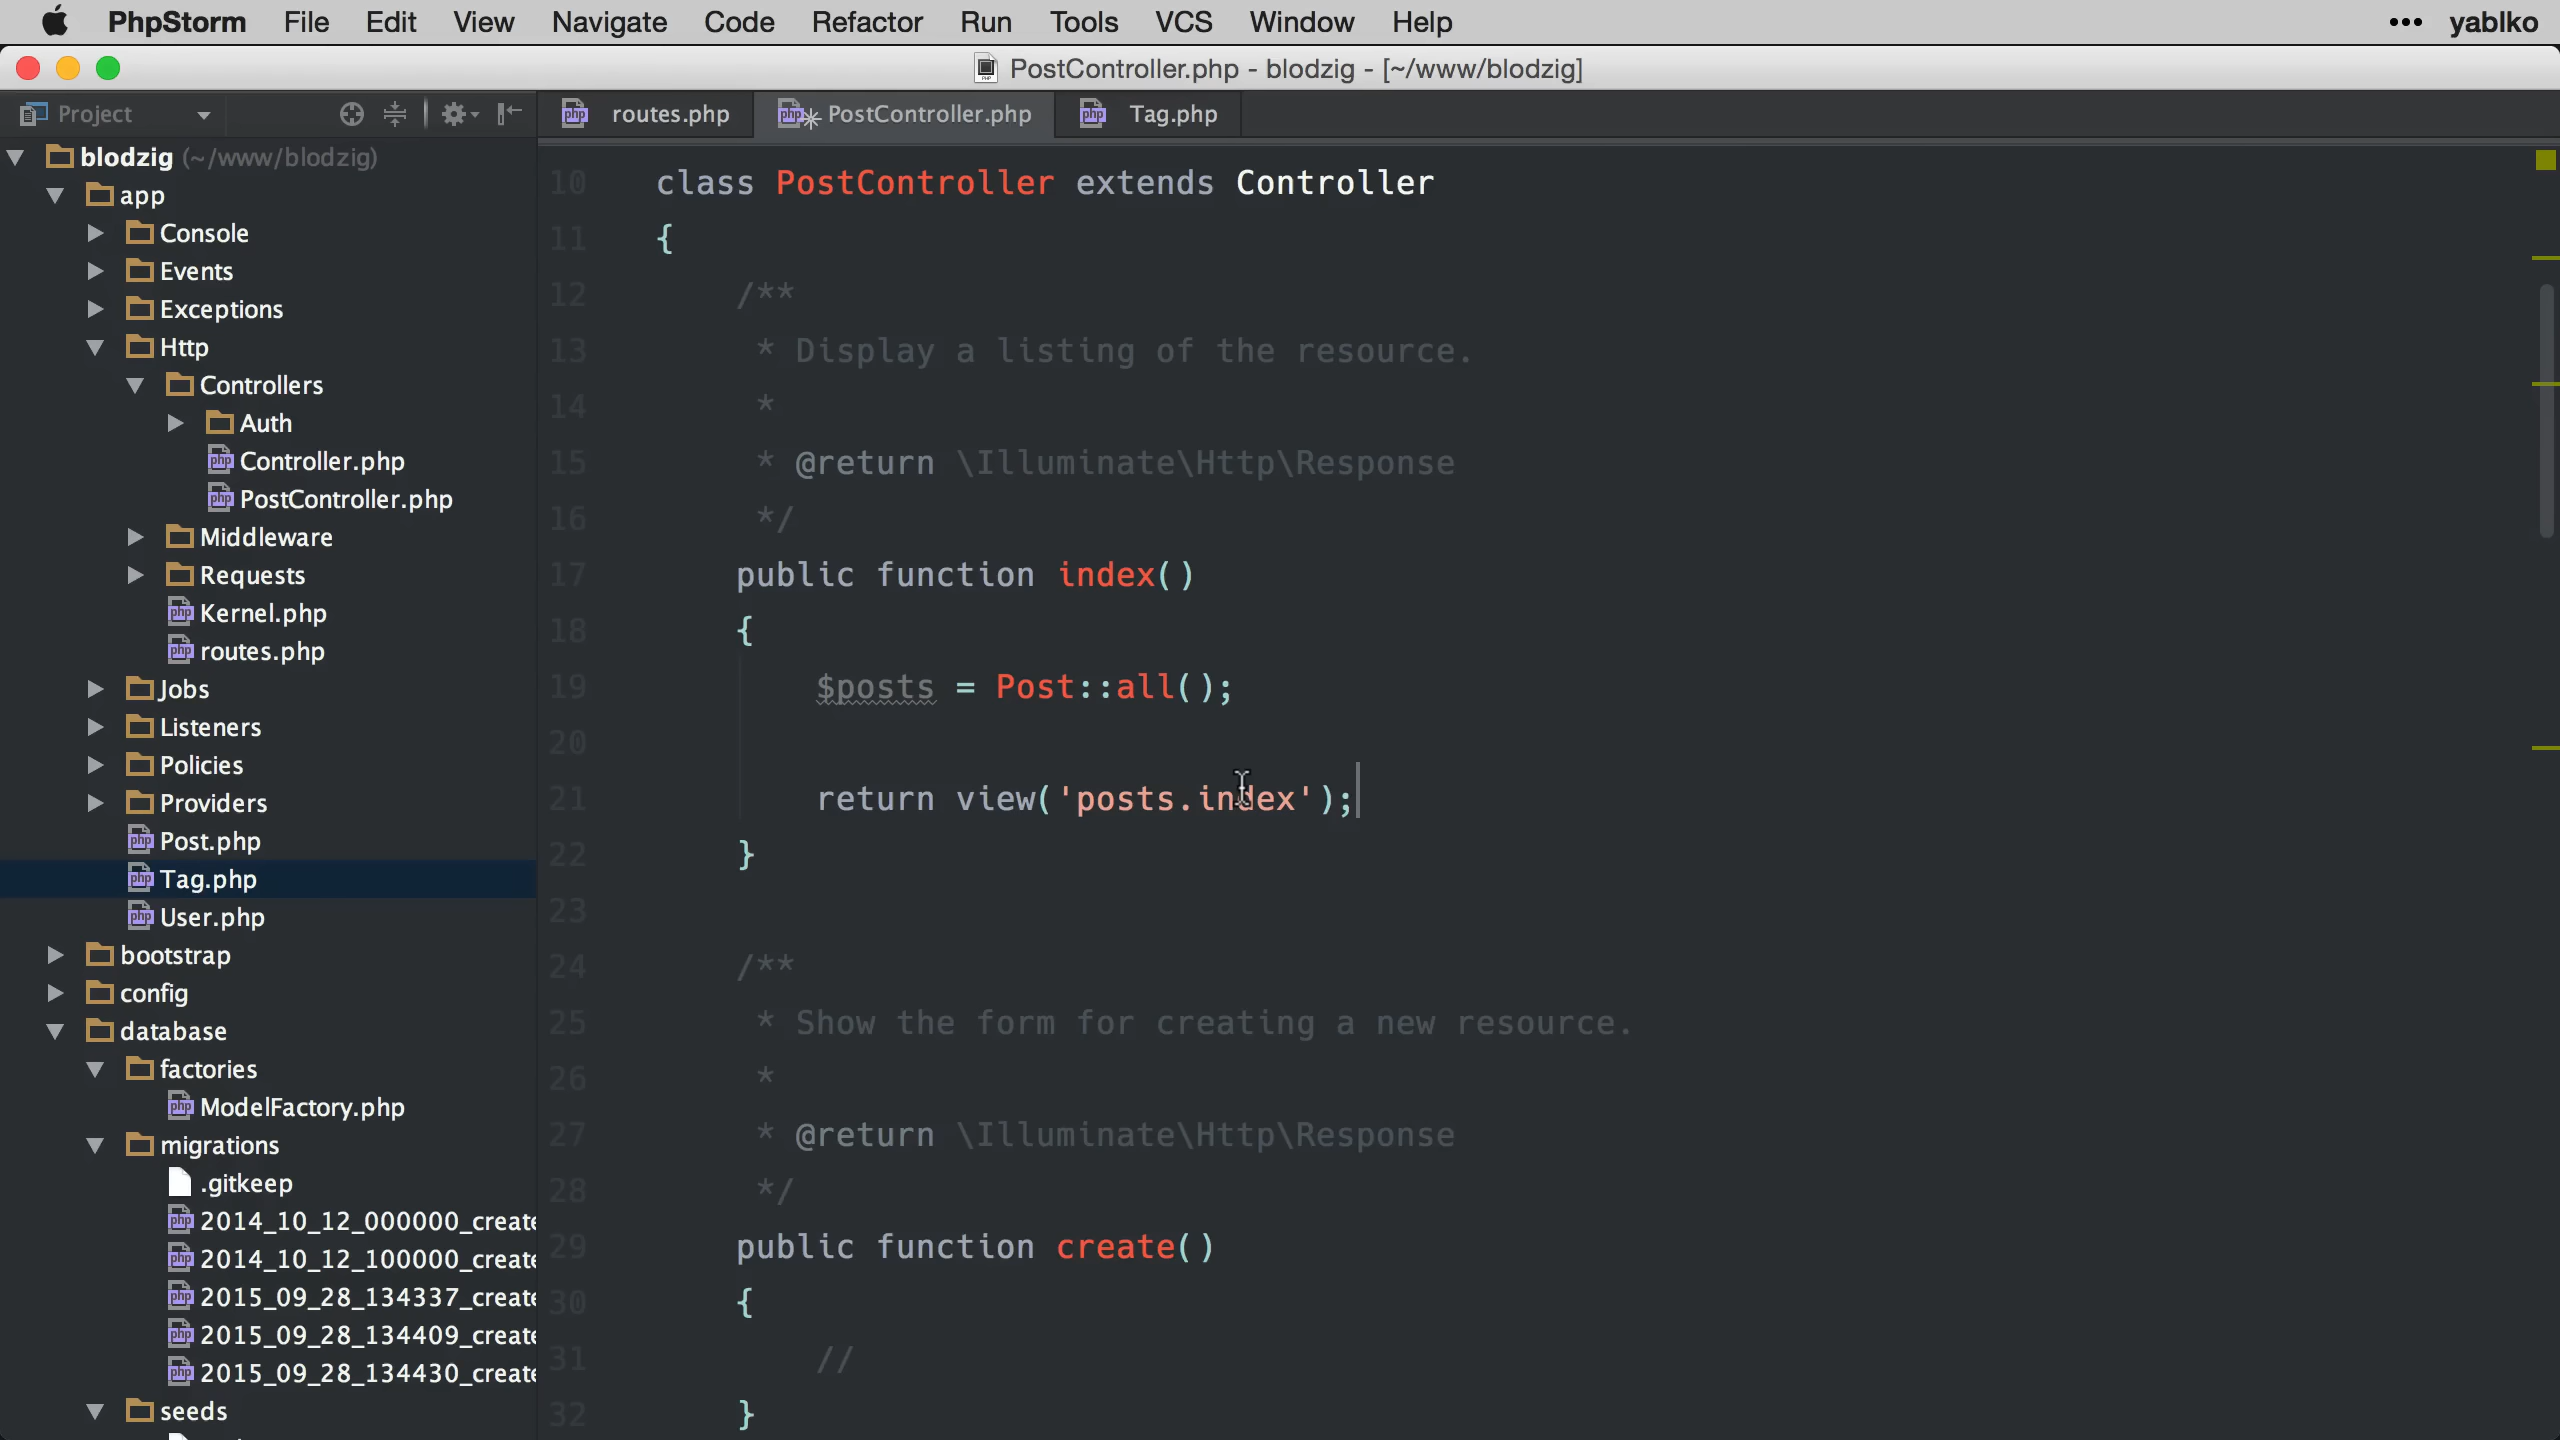 PhpStorm File Edit View Navigate Code Refactor Run Tools VCS Window Help ••• yablko
PostController.php - blodzig - [~/www/blodzig]
Project
routes.php PostController.php Tag.php
blodzig (~/www/blodzig)
app
Console
Events
Exceptions
Http
Controllers
Auth
Controller.php
PostController.php
Middleware
Requests
Kernel.php
routes.php
Jobs
Listeners
Policies
Providers
Post.php
Tag.php
User.php
bootstrap
config
database
factories
ModelFactory.php
migrations
.gitkeep
2014_10_12_000000_create
2014_10_12_100000_create
2015_09_28_134337_create
2015_09_28_134409_create
2015_09_28_134430_create
seeds
10 class PostController extends Controller
11 {
12 /**
13 * Display a listing of the resource.
14 *
15 * @return \Illuminate\Http\Response
16 */
17 public function index()
18 {
19 $posts = Post::all();
20
21 return view('posts.index');
22 }
23
24 /**
25 * Show the form for creating a new resource.
26 *
27 * @return \Illuminate\Http\Response
28 */
29 public function create()
30 {
31 //
32 }